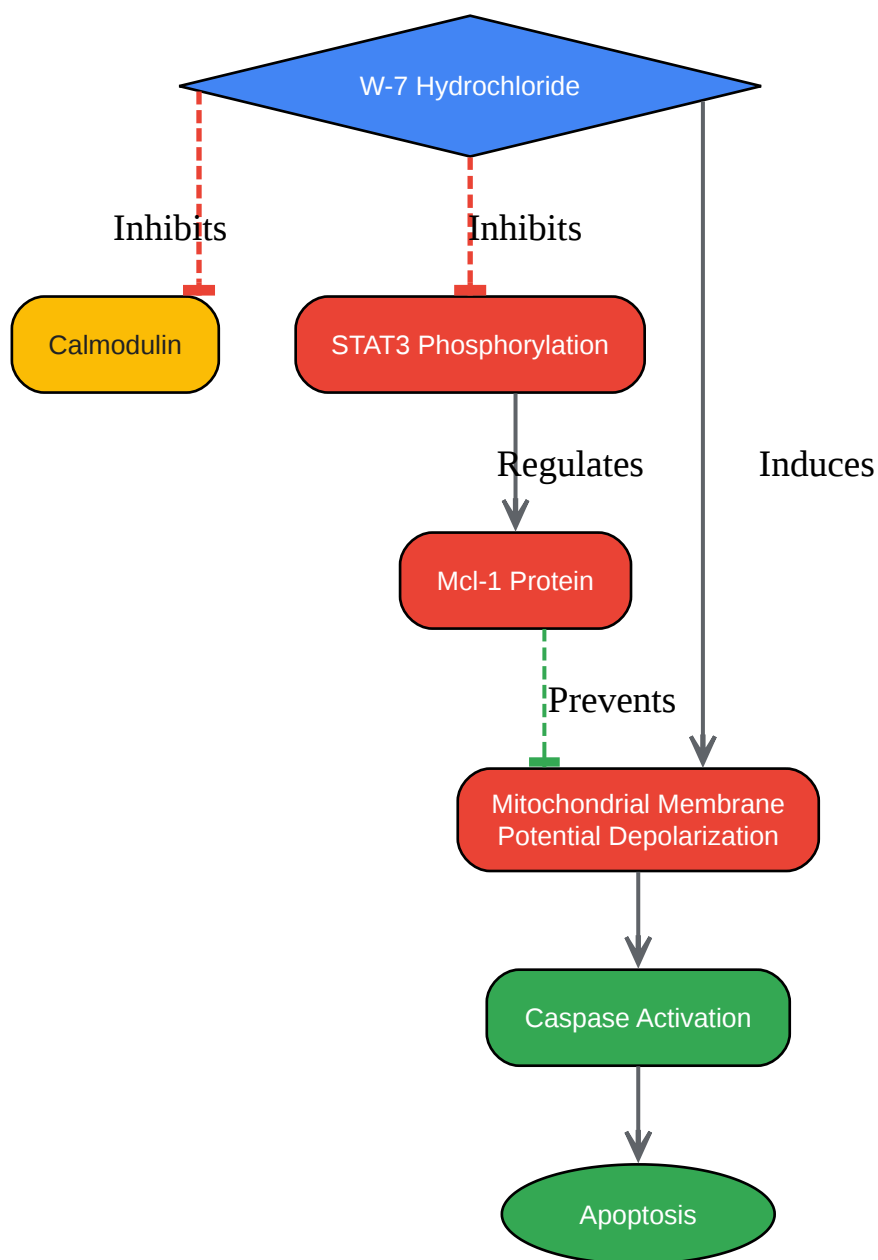 W-7 Hydrochloride
Inhibits
Inhibits
Calmodulin
STAT3 Phosphorylation
Regulates
Induces
Mcl-1 Protein
Prevents
Mitochondrial Membrane
Potential Depolarization
Caspase Activation
Apoptosis